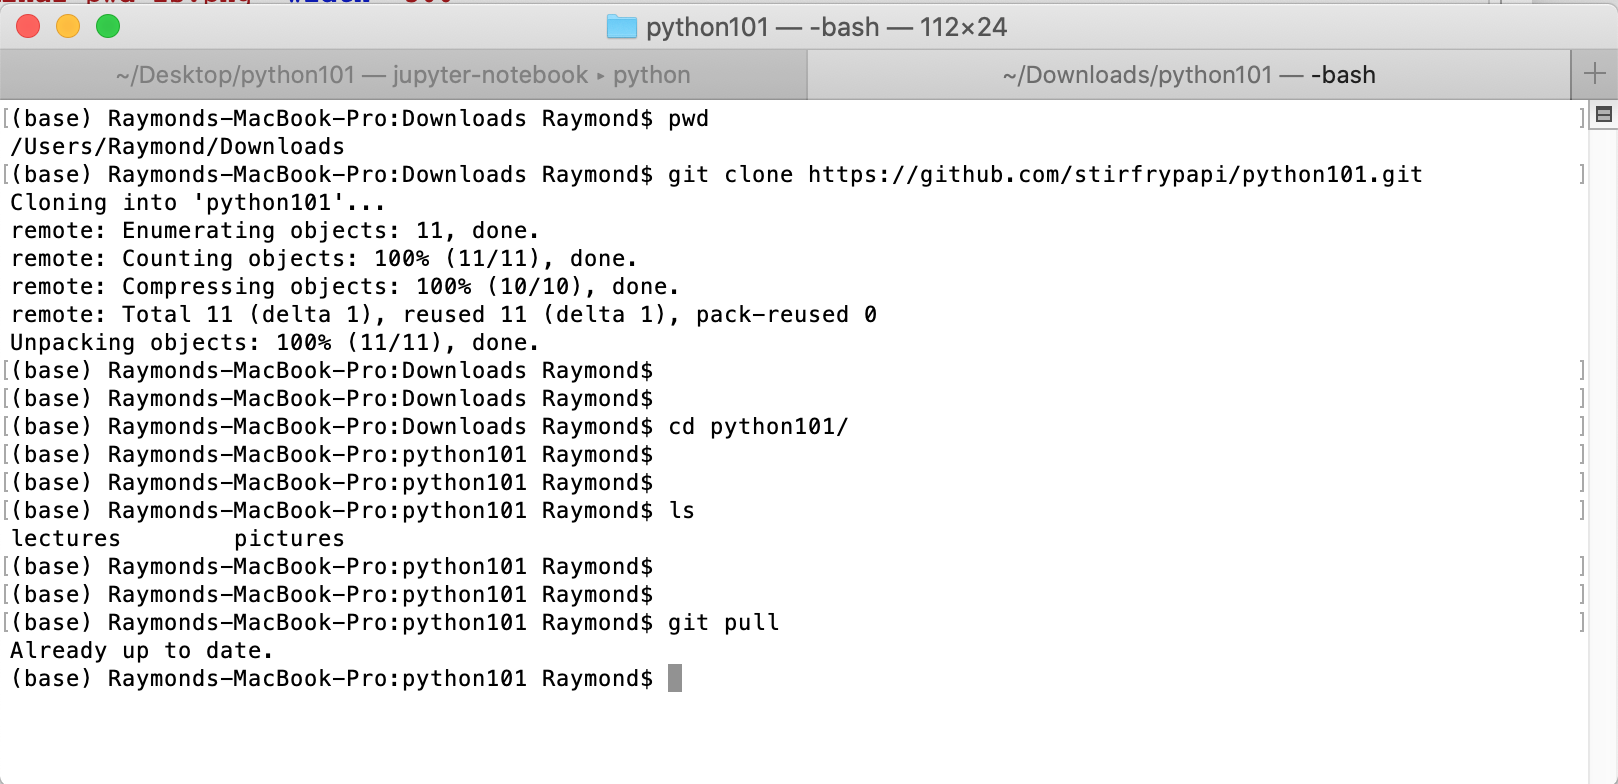 python101 — -bash — 112×24
~/Desktop/python101 — jupyter-notebook ▸ python
~/Downloads/python101 — -bash
[(base) Raymonds-MacBook-Pro:Downloads Raymond$ pwd ]
/Users/Raymond/Downloads
[(base) Raymonds-MacBook-Pro:Downloads Raymond$ git clone https://github.com/stirfrypapi/python101.git ]
Cloning into 'python101'...
remote: Enumerating objects: 11, done.
remote: Counting objects: 100% (11/11), done.
remote: Compressing objects: 100% (10/10), done.
remote: Total 11 (delta 1), reused 11 (delta 1), pack-reused 0
Unpacking objects: 100% (11/11), done.
[(base) Raymonds-MacBook-Pro:Downloads Raymond$ ]
[(base) Raymonds-MacBook-Pro:Downloads Raymond$ ]
[(base) Raymonds-MacBook-Pro:Downloads Raymond$ cd python101/ ]
[(base) Raymonds-MacBook-Pro:python101 Raymond$ ]
[(base) Raymonds-MacBook-Pro:python101 Raymond$ ]
[(base) Raymonds-MacBook-Pro:python101 Raymond$ ls ]
lectures pictures
[(base) Raymonds-MacBook-Pro:python101 Raymond$ ]
[(base) Raymonds-MacBook-Pro:python101 Raymond$ ]
[(base) Raymonds-MacBook-Pro:python101 Raymond$ git pull ]
Already up to date.
(base) Raymonds-MacBook-Pro:python101 Raymond$